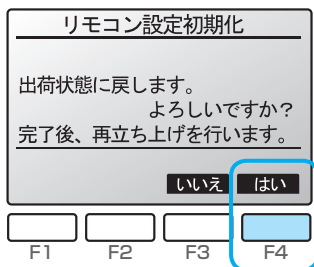 リモコン設定初期化
出荷状態に戻します。
よろしいですか?
完了後、再立ち上げを行います。
いいえ はい
F1 F2 F3 F4